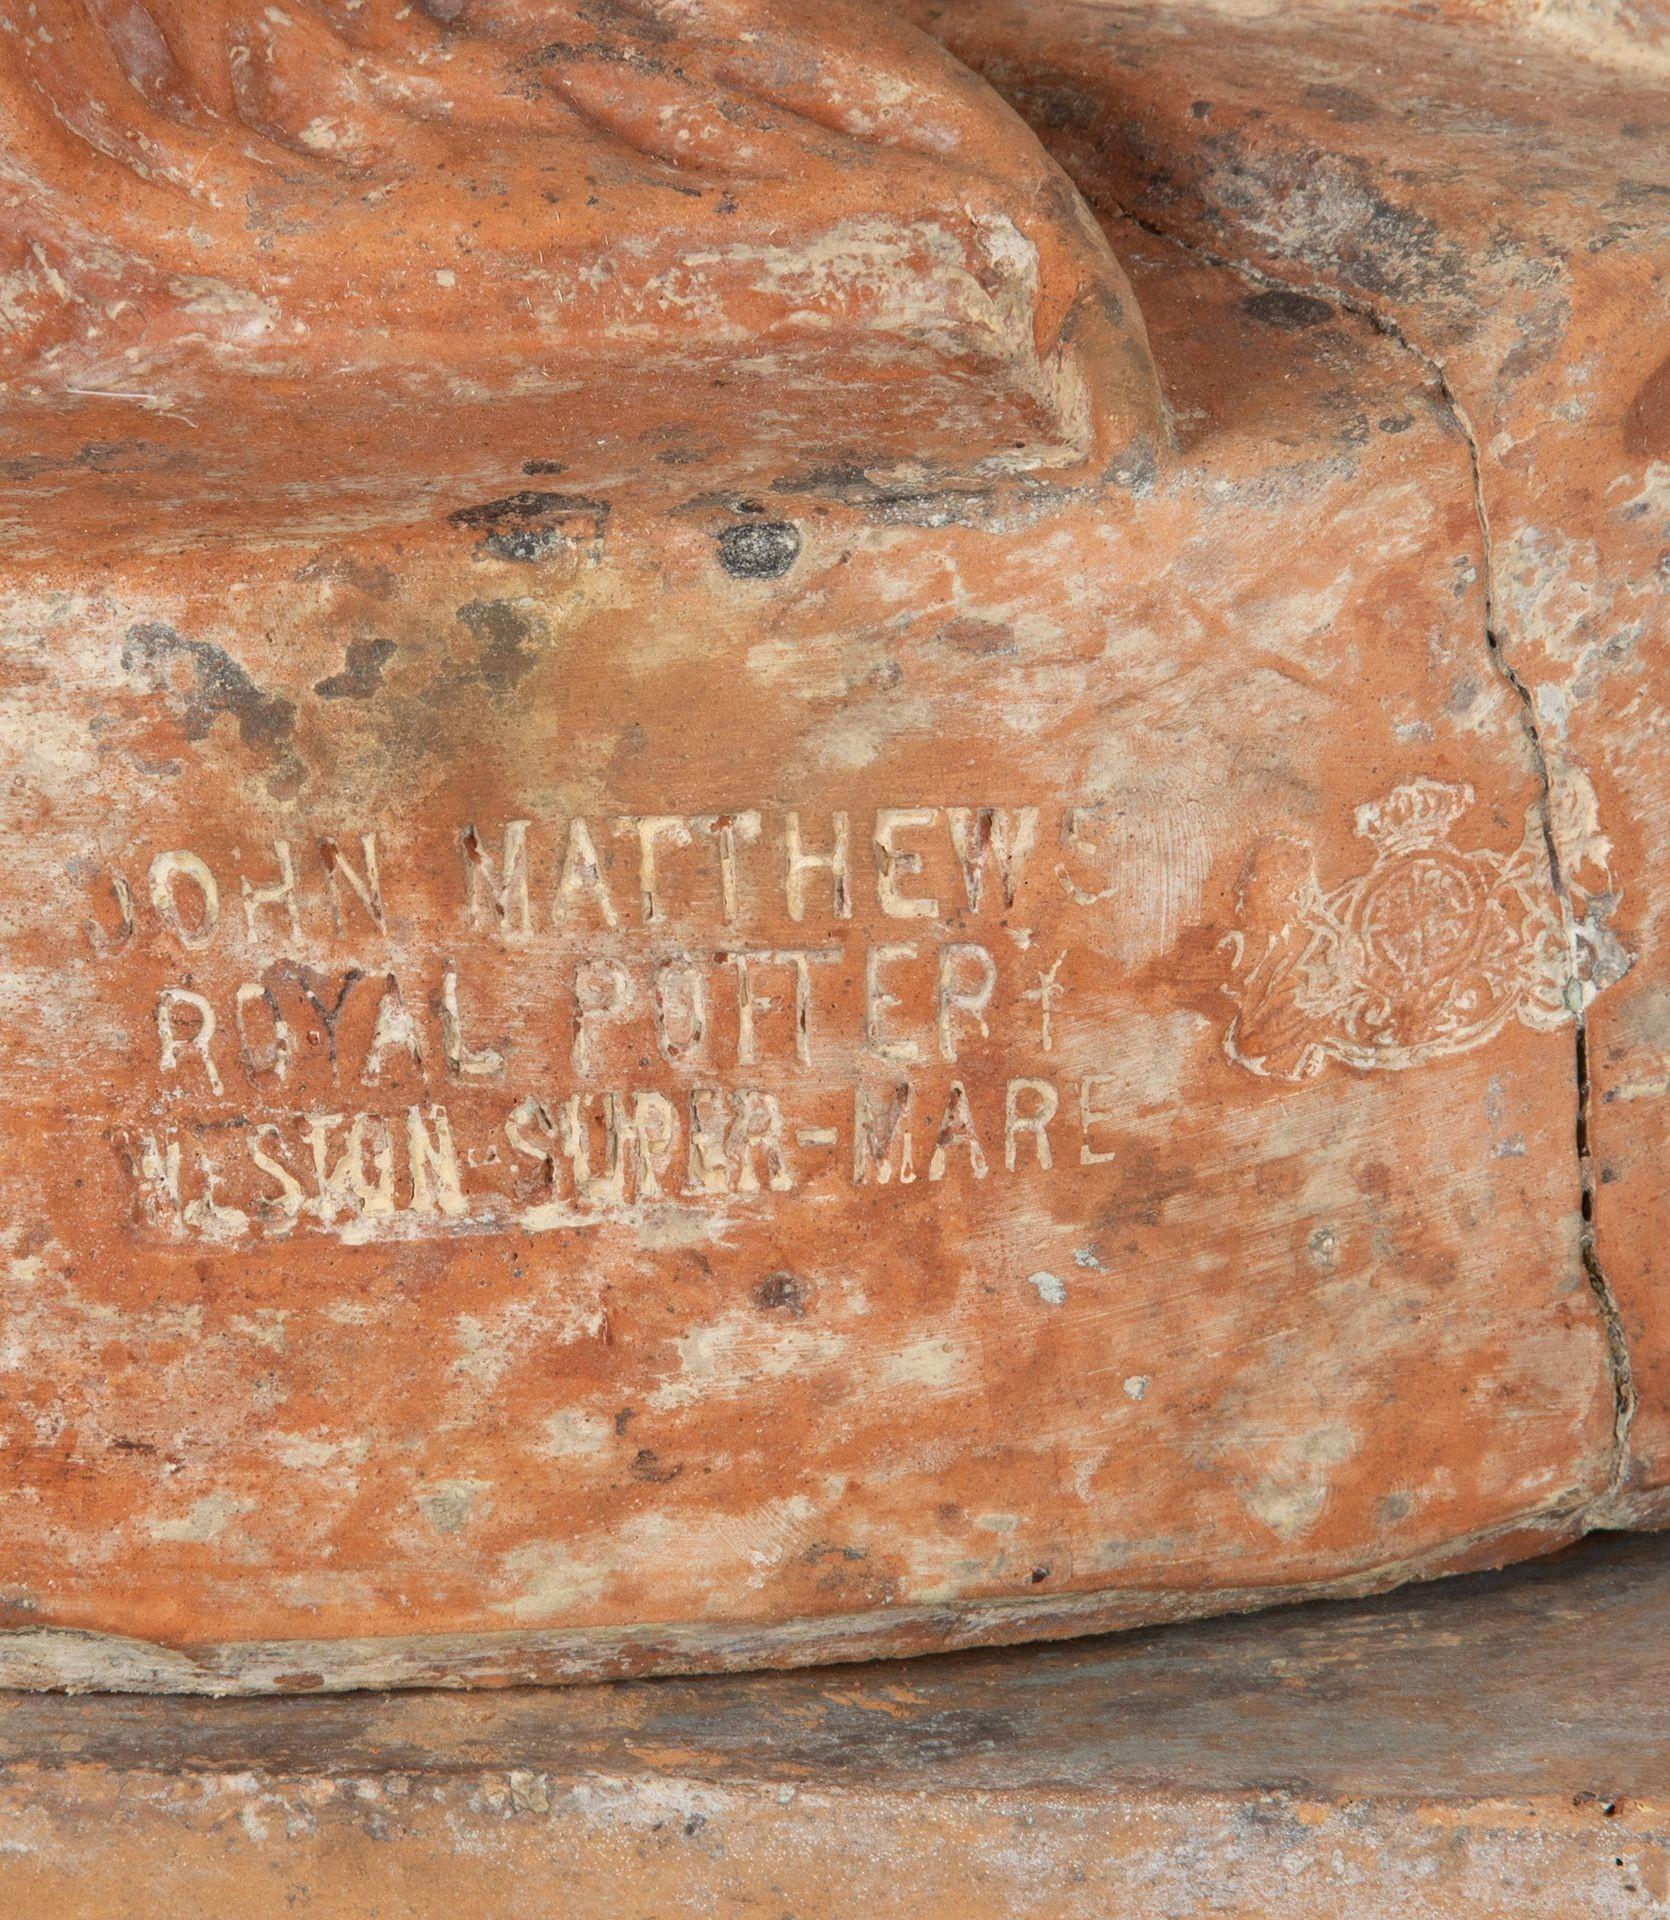 JOHN MATTHEWS
ROYAL POTTERY
WESTON-SUPER-MARE